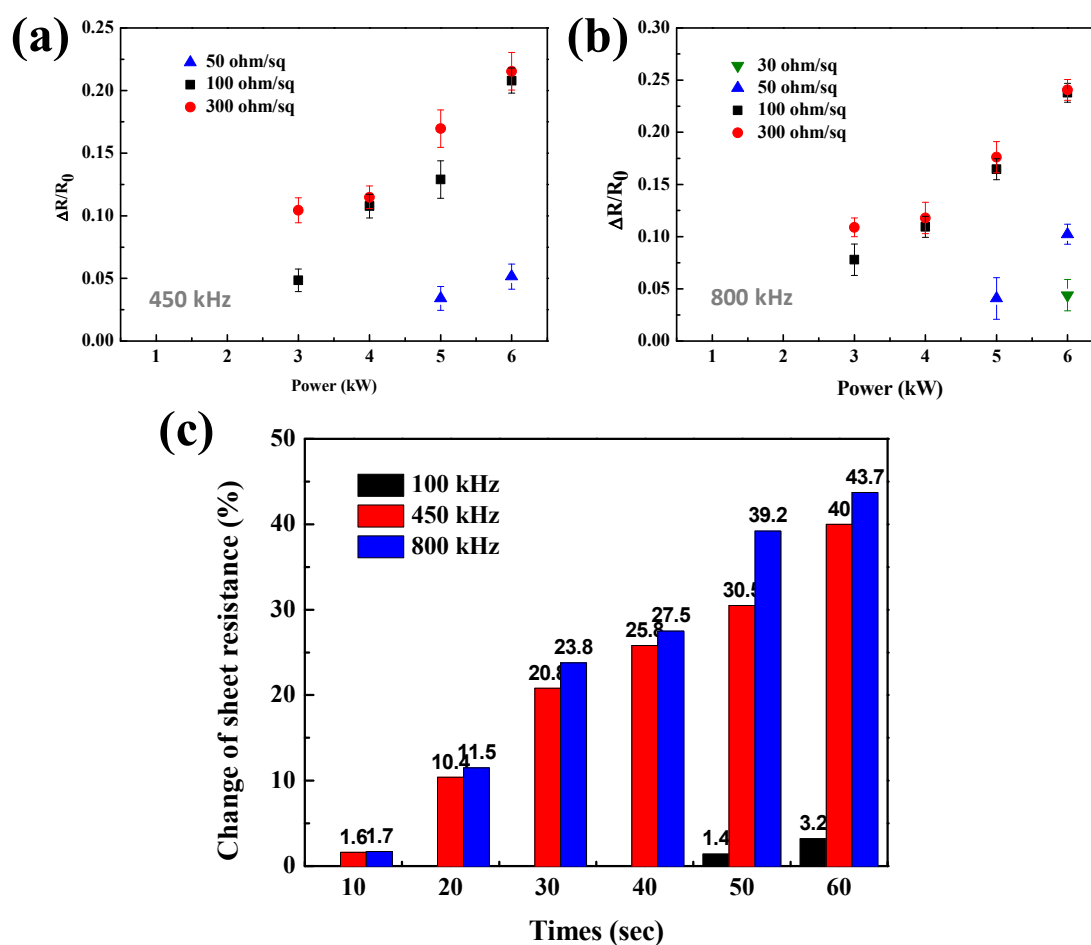 (a)
0.25
0.20
0.15
0.10
0.05
0.00
ΔR/R0
50 ohm/sq
100 ohm/sq
300 ohm/sq
450 kHz
1 2 3 4 5 6
Power (kW)
(b)
0.30
0.25
0.20
0.15
0.10
0.05
0.00
ΔR/R0
30 ohm/sq
50 ohm/sq
100 ohm/sq
300 ohm/sq
800 kHz
1 2 3 4 5 6
Power (kW)
(c)
50
40
30
20
10
0
Change of sheet resistance (%)
100 kHz
450 kHz
800 kHz
1.6 1.7
10.4 11.5
20.8 23.8
25.8 27.5
1.4 30.5 39.2
3.2 40 43.7
10 20 30 40 50 60
Times (sec)